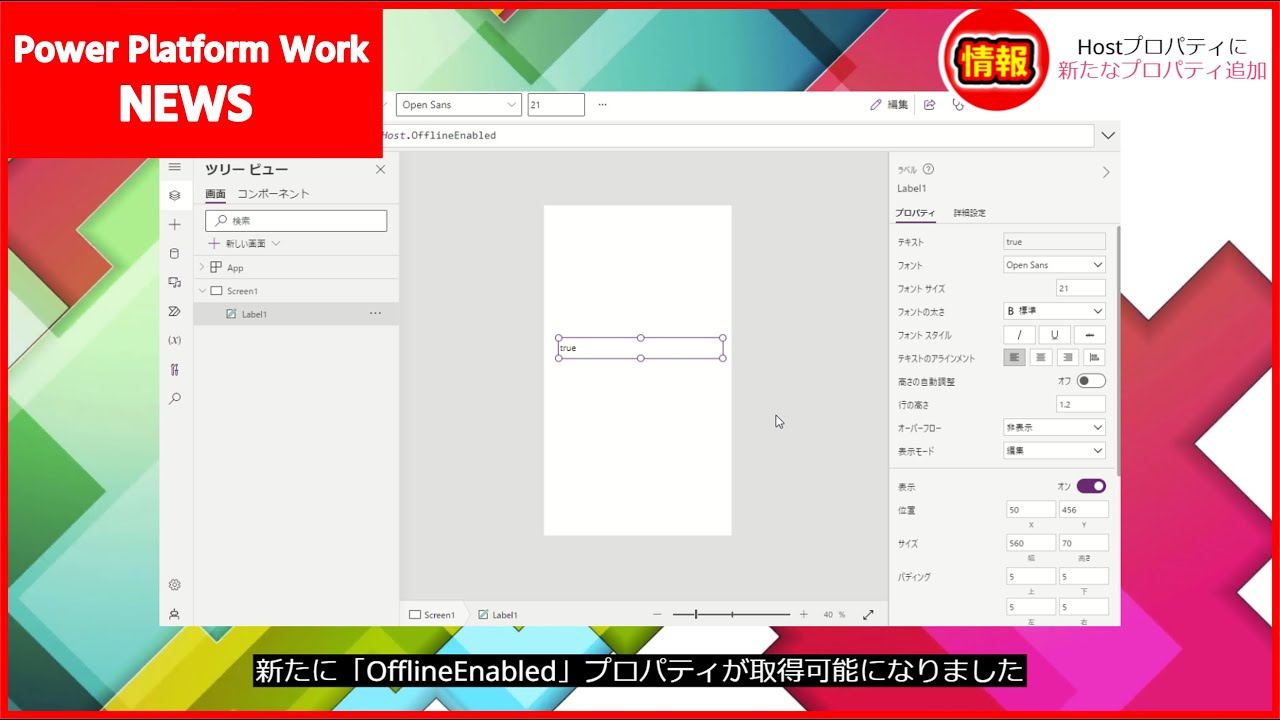 Power Platform Work
NEWS
情報
Hostプロパティに
新たなプロパティ追加
Open Sans
21
編集
Host.OfflineEnabled
ツリー ビュー
画面
コンポーネント
検索
新しい画面
App
Screen1
Label1
true
ラベル
Label1
プロパティ
詳細設定
テキスト
true
フォント
Open Sans
フォント サイズ
21
フォントの太さ
B 標準
フォント スタイル
テキストのアラインメント
高さの自動調整
オフ
行の高さ
1.2
オーバーフロー
非表示
表示モード
編集
表示
オン
位置
50
456
X
Y
サイズ
560
70
幅
高さ
パディング
5
5
上
下
5
5
左
右
Screen1
Label1
40 %
新たに「OfflineEnabled」プロパティが取得可能になりました